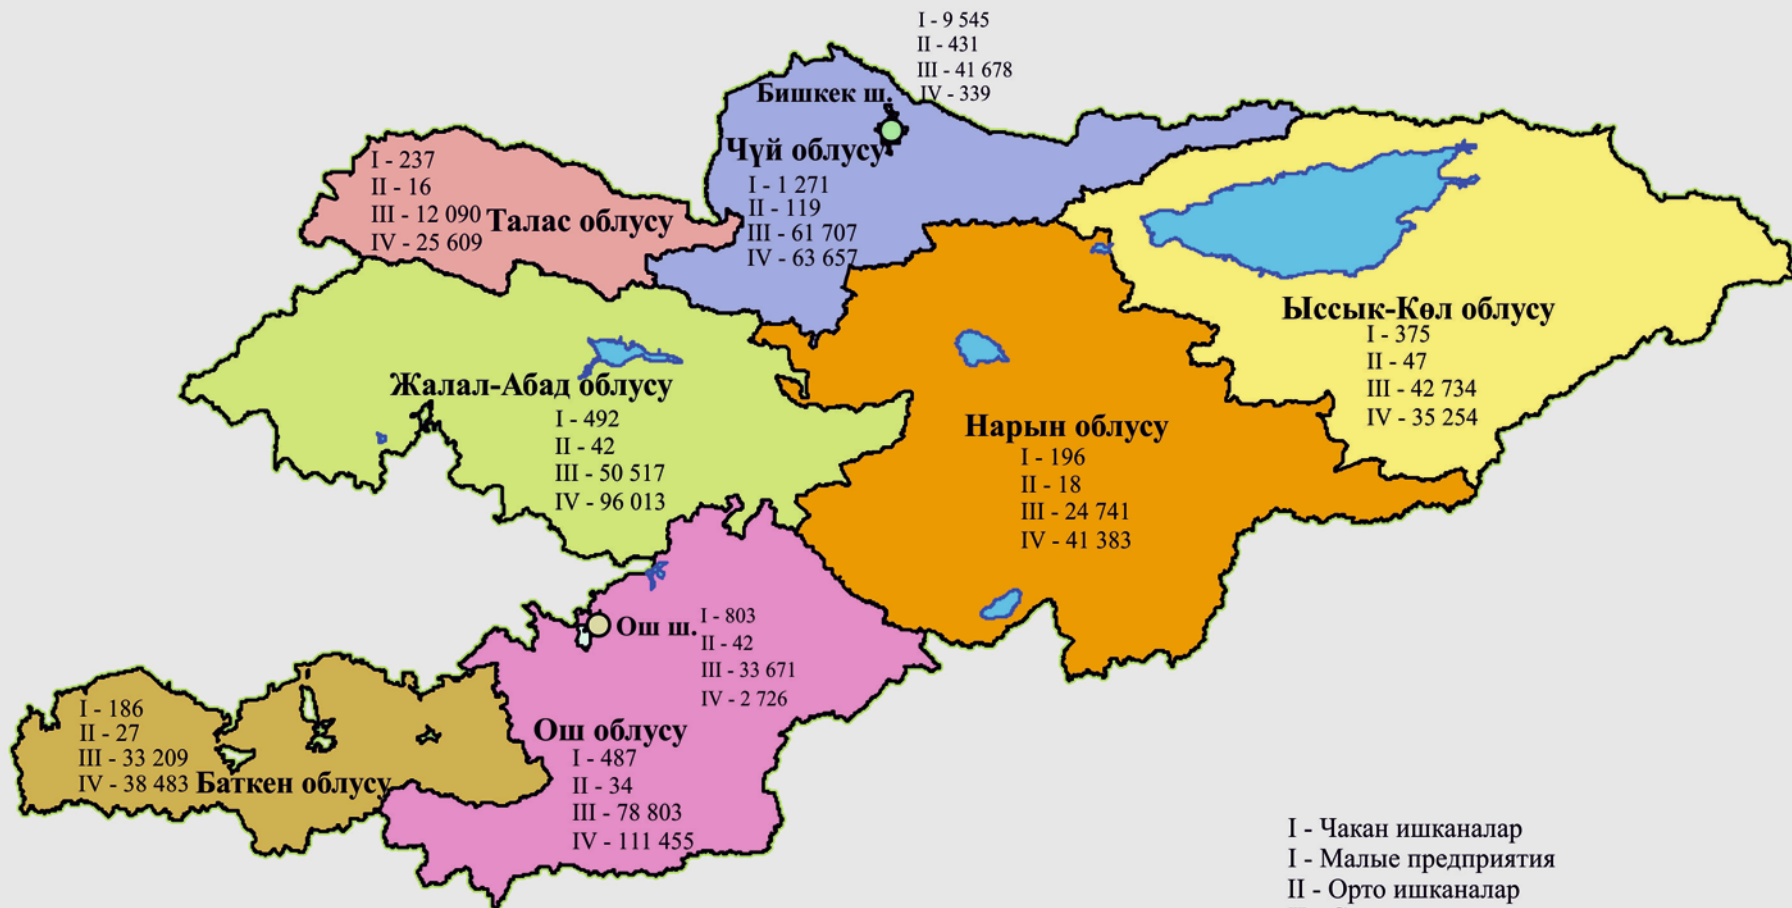 I - 9 545
II - 431
III - 41 678
IV - 339
Бишкек ш.
Чүй облусу
I - 1 271
II - 119
III - 61 707
IV - 63 657
I - 237
II - 16
III - 12 090
IV - 25 609
Талас облусу
Ыссык-Көл облусу
I - 375
II - 47
III - 42 734
IV - 35 254
Жалал-Абад облусу
I - 492
II - 42
III - 50 517
IV - 96 013
Нарын облусу
I - 196
II - 18
III - 24 741
IV - 41 383
Ош ш.
I - 803
II - 42
III - 33 671
IV - 2 726
Ош облусу
I - 487
II - 34
III - 78 803
IV - 111 455
I - 186
II - 27
III - 33 209
IV - 38 483
Баткен облусу
I - Чакан ишканалар
I - Малые предприятия
II - Орто ишканалар